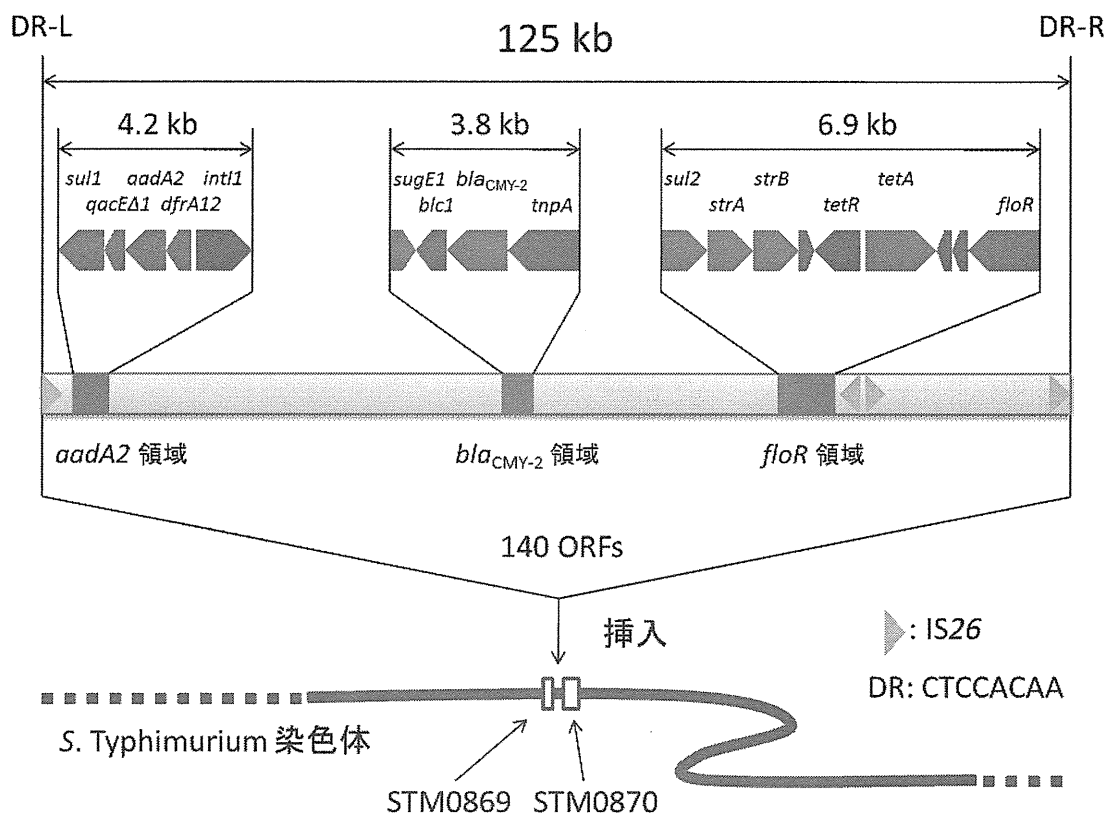 DR-L
DR-R
125 kb
4.2 kb
3.8 kb
6.9 kb
sul1 aadA2 intI1
qacEΔ1 dfrA12
sugE1 blaCMY-2
blc1 tnpA
sul2 strB tetA
strA tetR floR
aadA2 領域
blaCMY-2 領域
floR 領域
140 ORFs
挿入
: IS26
DR: CTCCACAA
S. Typhimurium 染色体
STM0869 STM0870